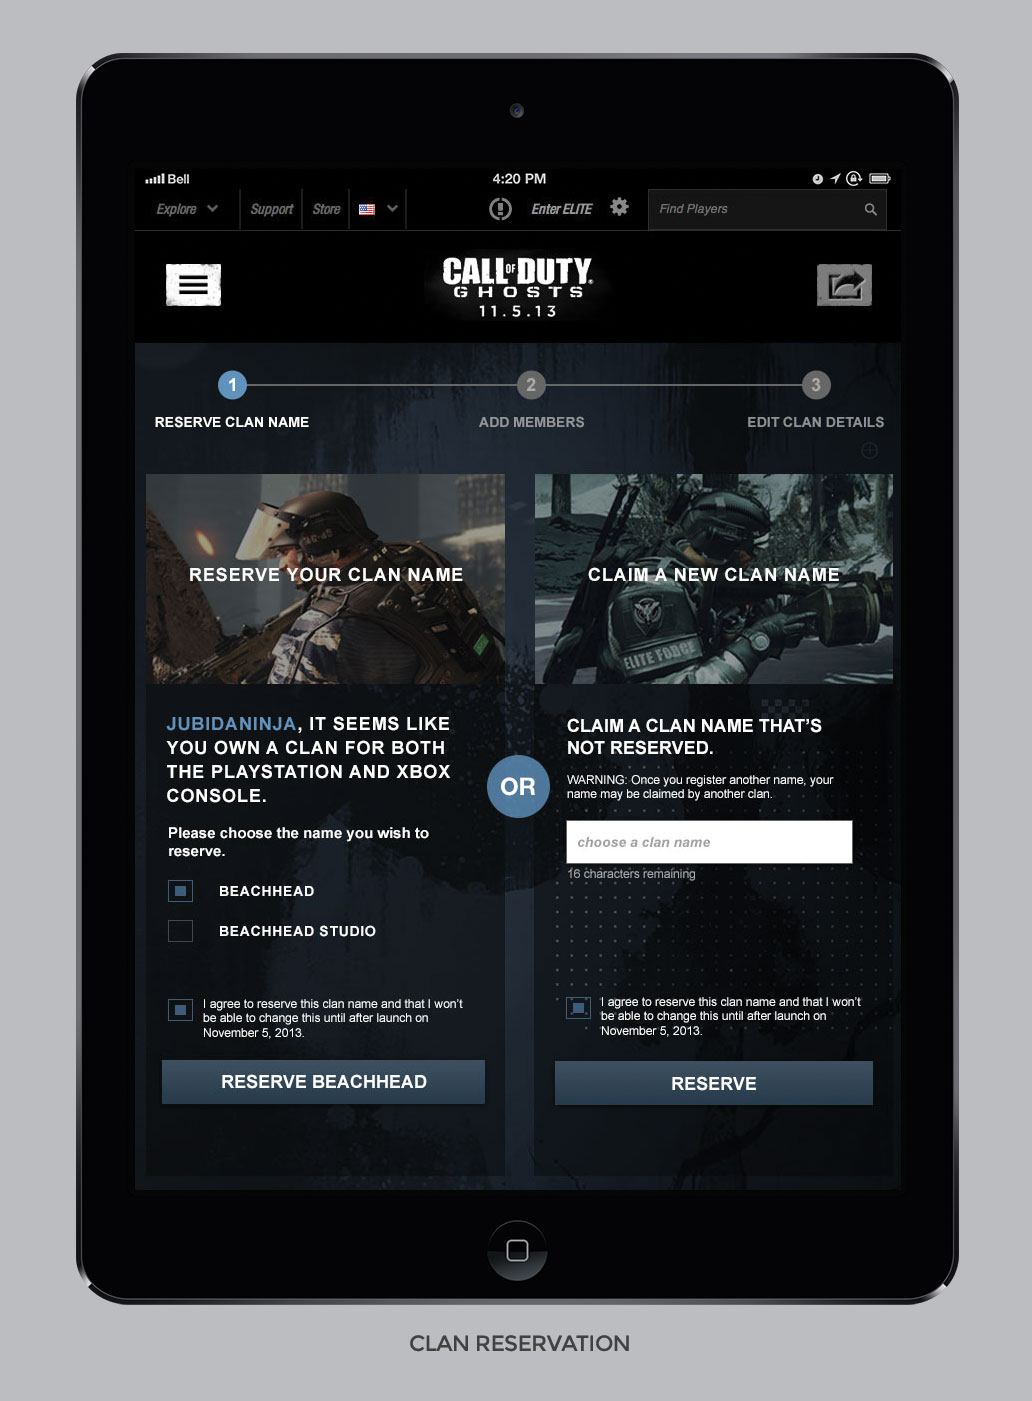 Bell
4:20 PM
Explore
Support
Store
Enter ELITE
Find Players
CALL OF DUTY®
GHOSTS
11.5.13
1
2
3
RESERVE CLAN NAME
ADD MEMBERS
EDIT CLAN DETAILS
RESERVE YOUR CLAN NAME
JUBIDANINJA, IT SEEMS LIKE
YOU OWN A CLAN FOR BOTH
THE PLAYSTATION AND XBOX
CONSOLE.
Please choose the name you wish to
reserve.
BEACHHEAD
BEACHHEAD STUDIO
I agree to reserve this clan name and that I won't
be able to change this until after launch on
November 5, 2013.
RESERVE BEACHHEAD
OR
CLAIM A NEW CLAN NAME
ELITE FORCE
CLAIM A CLAN NAME THAT'S
NOT RESERVED.
WARNING: Once you register another name, your
name may be claimed by another clan.
choose a clan name
16 characters remaining
I agree to reserve this clan name and that I won't
be able to change this until after launch on
November 5, 2013.
RESERVE
CLAN RESERVATION